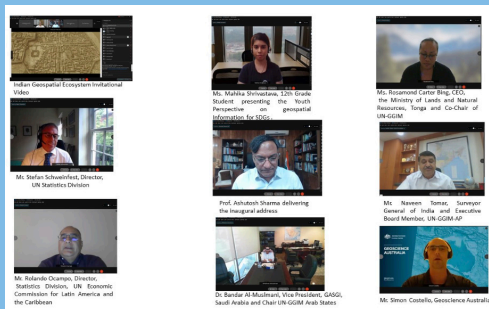 Indian Geospatial Ecosystem Invitational
Video
Ms. Mahika Shrivastava, 12th Grade
Student presenting the Youth
Perspective on geospatial
Information for SDGs .
Ms. Rosamond Carter Bing, CEO,
the Ministry of Lands and Natural
Resources, Tonga and Co-Chair of
UN-GGIM
Mr. Stefan Schweinfest, Director,
UN Statistics Division
Prof. Ashutosh Sharma delivering
the Inaugural address
Mr. Naveen Tomar, Surveyor
General of India and Executive
Board Member, UN-GGIM-AP
Mr. Rolando Ocampo, Director,
Statistics Division, UN Economic
Commission for Latin America and
the Caribbean
Dr. Bandar Al-Muslmani, Vice President, GASGI,
Saudi Arabia and Chair UN-GGIM Arab States
GEOSCIENCE
AUSTRALIA
Mr. Simon Costello, Geoscience Australia